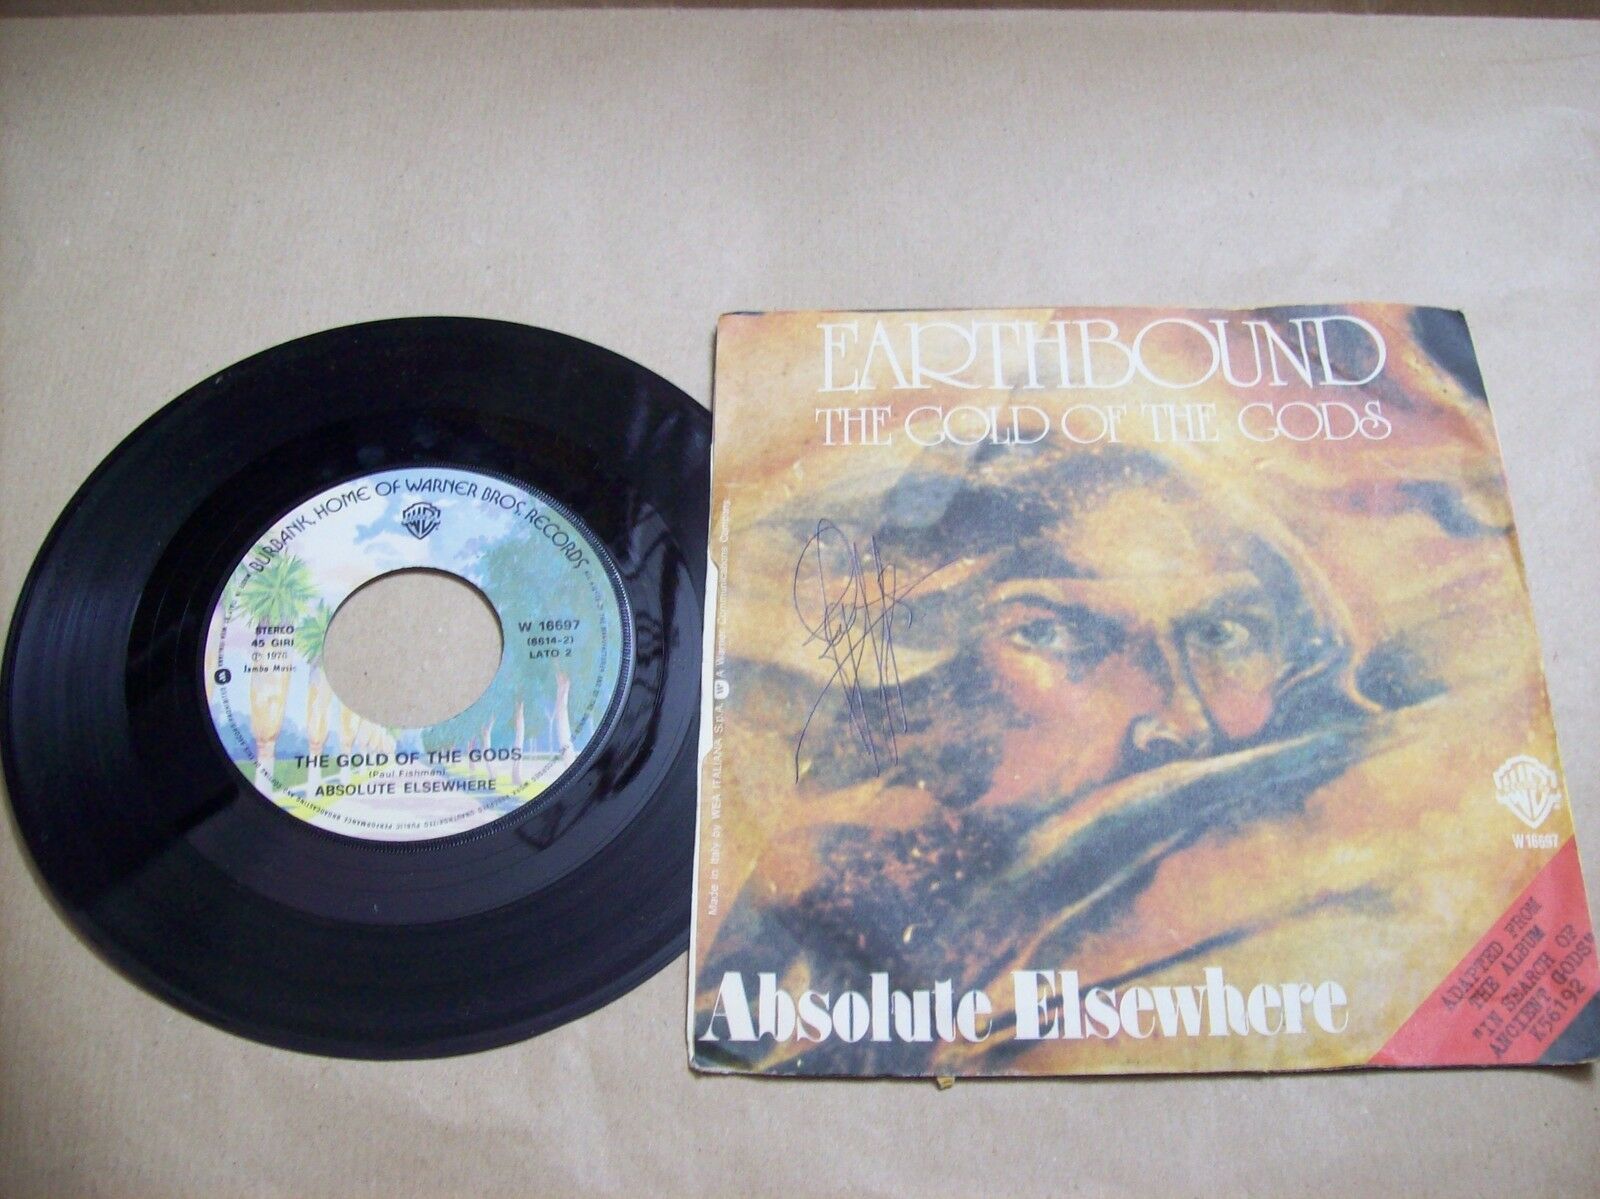 BURBANK, HOME OF WARNER BROS. RECORDS
STEREO
45 GIRI
Ⓟ 1976
Jambo Music
W 16697
(8614-2)
LATO 2
THE GOLD OF THE GODS
(Paul Fishman)
ABSOLUTE ELSEWHERE
EARTHBOUND
THE GOLD OF THE GODS
Made in Italy by WEA ITALIANA S.p.A. A Warner Communications Company
W 16697
Absolute Elsewhere
ADAPTED FROM
THE ALBUM
"IN SEARCH OF
ANCIENT GODS"
K56192